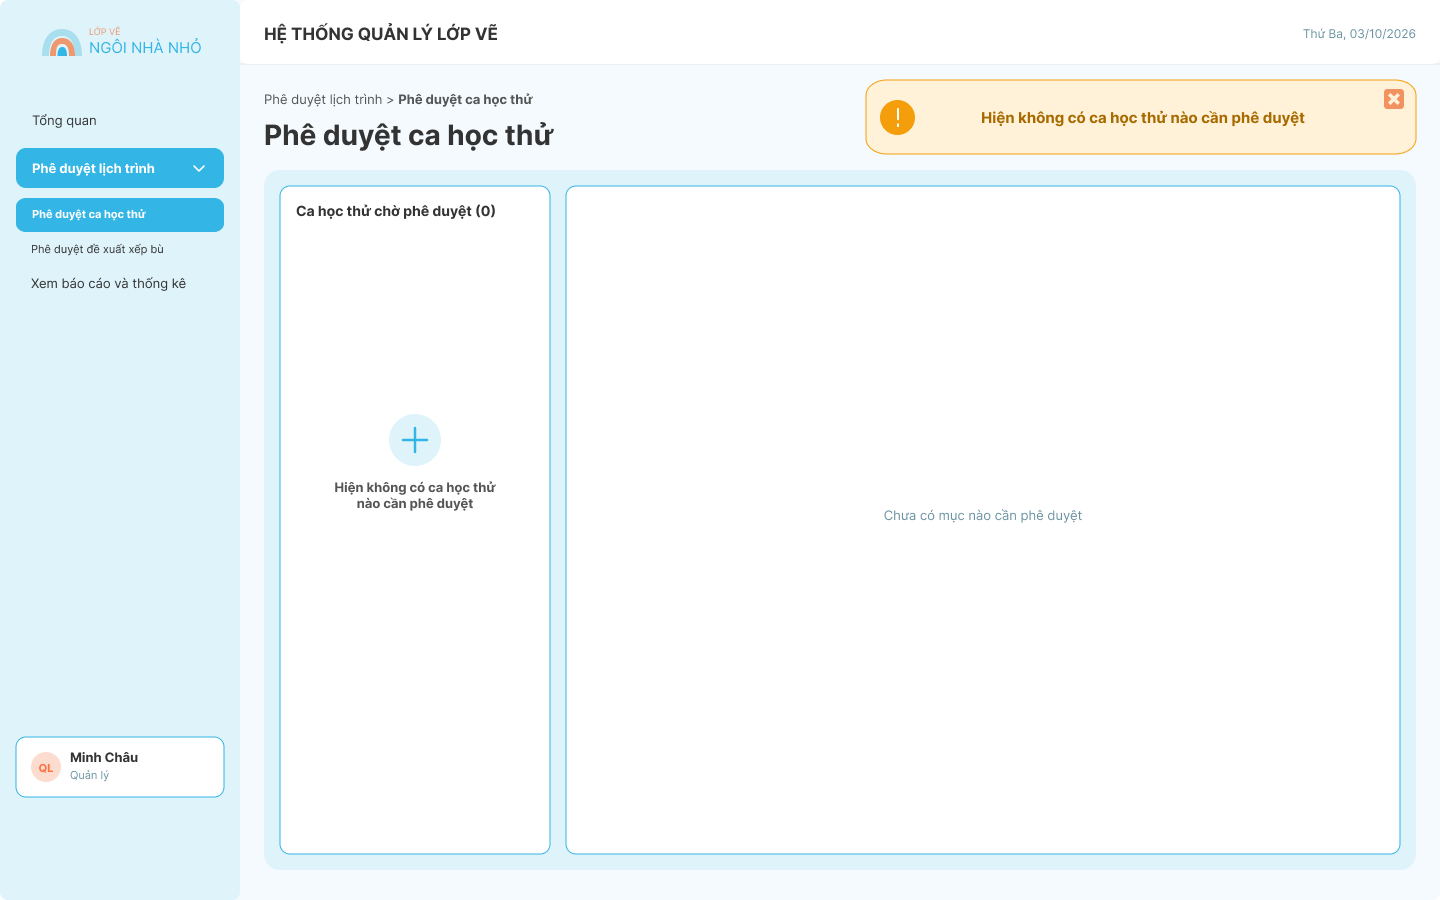 LỚP VẼ
NGÔI NHÀ NHỎ
Tổng quan
Phê duyệt lịch trình
Phê duyệt ca học thử
Phê duyệt đề xuất xếp bù
Xem báo cáo và thống kê
QL
Minh Châu
Quản lý
HỆ THỐNG QUẢN LÝ LỚP VẼ
Thứ Ba, 03/10/2026
Phê duyệt lịch trình > Phê duyệt ca học thử
Phê duyệt ca học thử
Hiện không có ca học thử nào cần phê duyệt
Ca học thử chờ phê duyệt (0)
Hiện không có ca học thử
nào cần phê duyệt
Chưa có mục nào cần phê duyệt